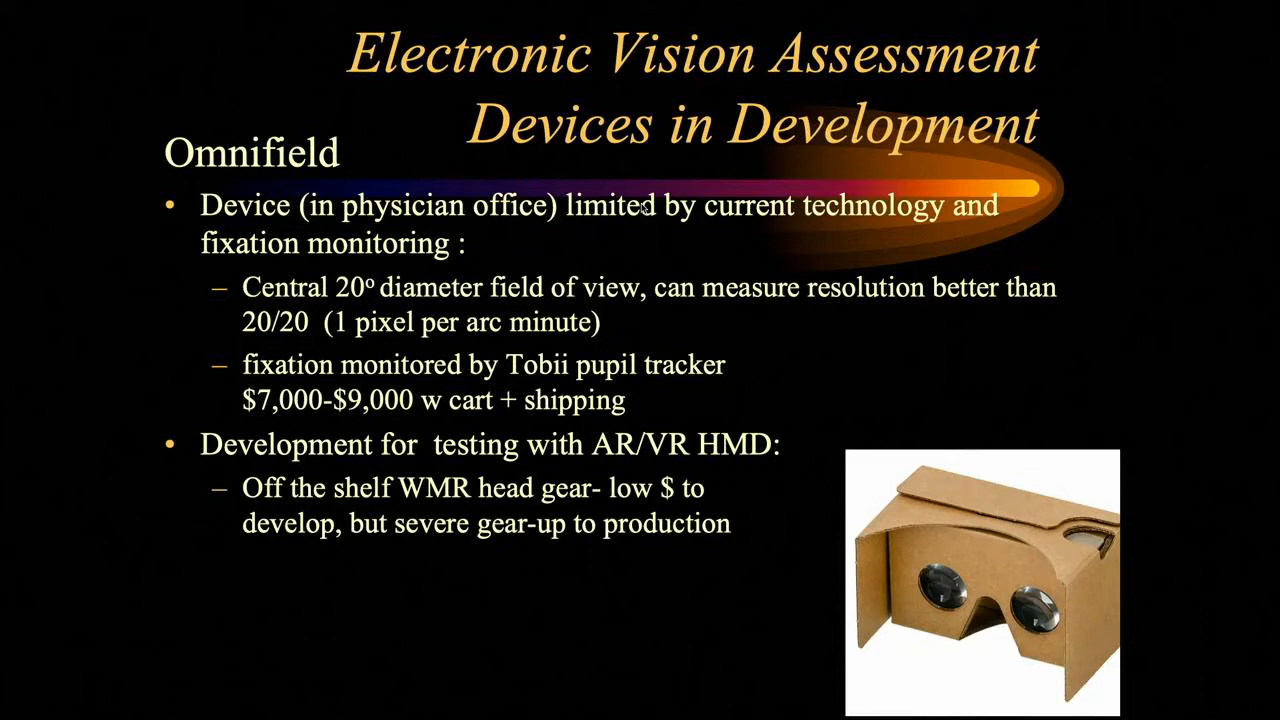 Electronic Vision Assessment
Devices in Development
Omnifield
• Device (in physician office) limited by current technology and
fixation monitoring :
– Central 20º diameter field of view, can measure resolution better than
20/20 (1 pixel per arc minute)
– fixation monitored by Tobii pupil tracker
$7,000-$9,000 w cart + shipping
• Development for testing with AR/VR HMD:
– Off the shelf WMR head gear- low $ to
develop, but severe gear-up to production